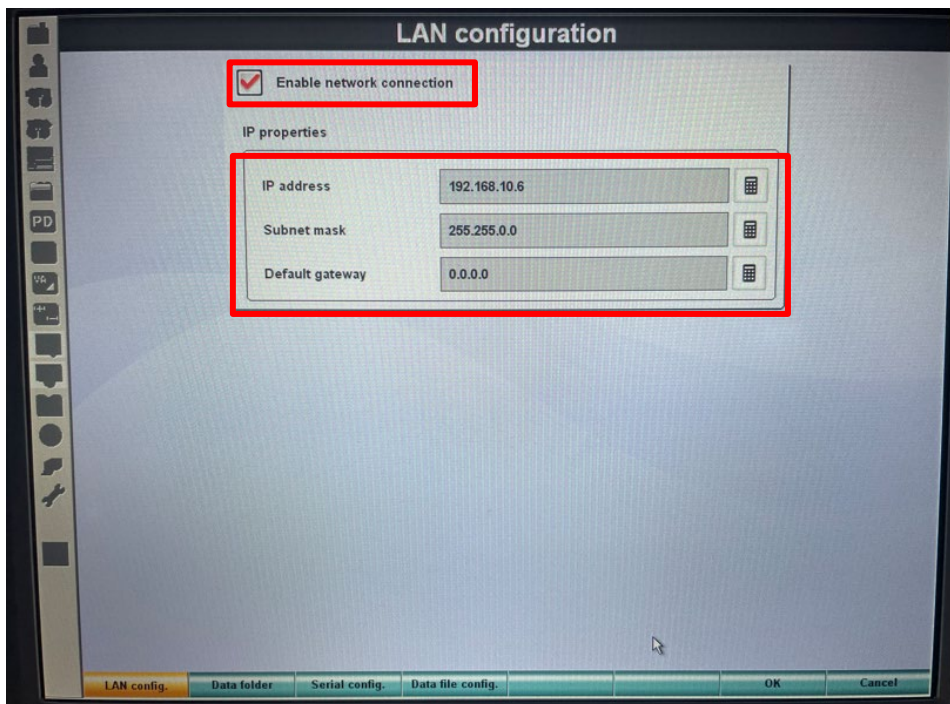 LAN configuration
Enable network connection
IP properties
IP address 192.168.10.6
Subnet mask 255.255.0.0
Default gateway 0.0.0.0
PD
VA
LAN config. Data folder Serial config. Data file config. OK Cancel